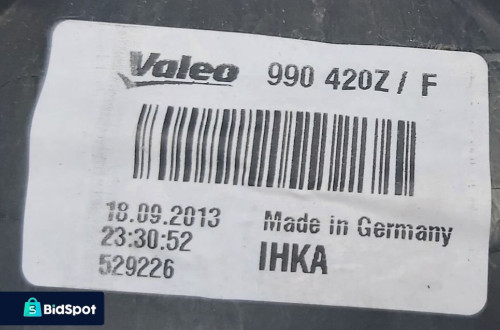 Valeo 990 420Z / F
18.09.2013 Made in Germany
23:30:52 IHKA
529226
BidSpot